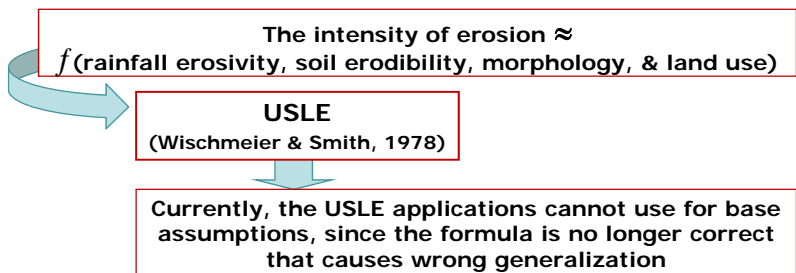 The intensity of erosion ≈
f(rainfall erosivity, soil erodibility, morphology, & land use)
USLE
(Wischmeier & Smith, 1978)
Currently, the USLE applications cannot use for base
assumptions, since the formula is no longer correct
that causes wrong generalization